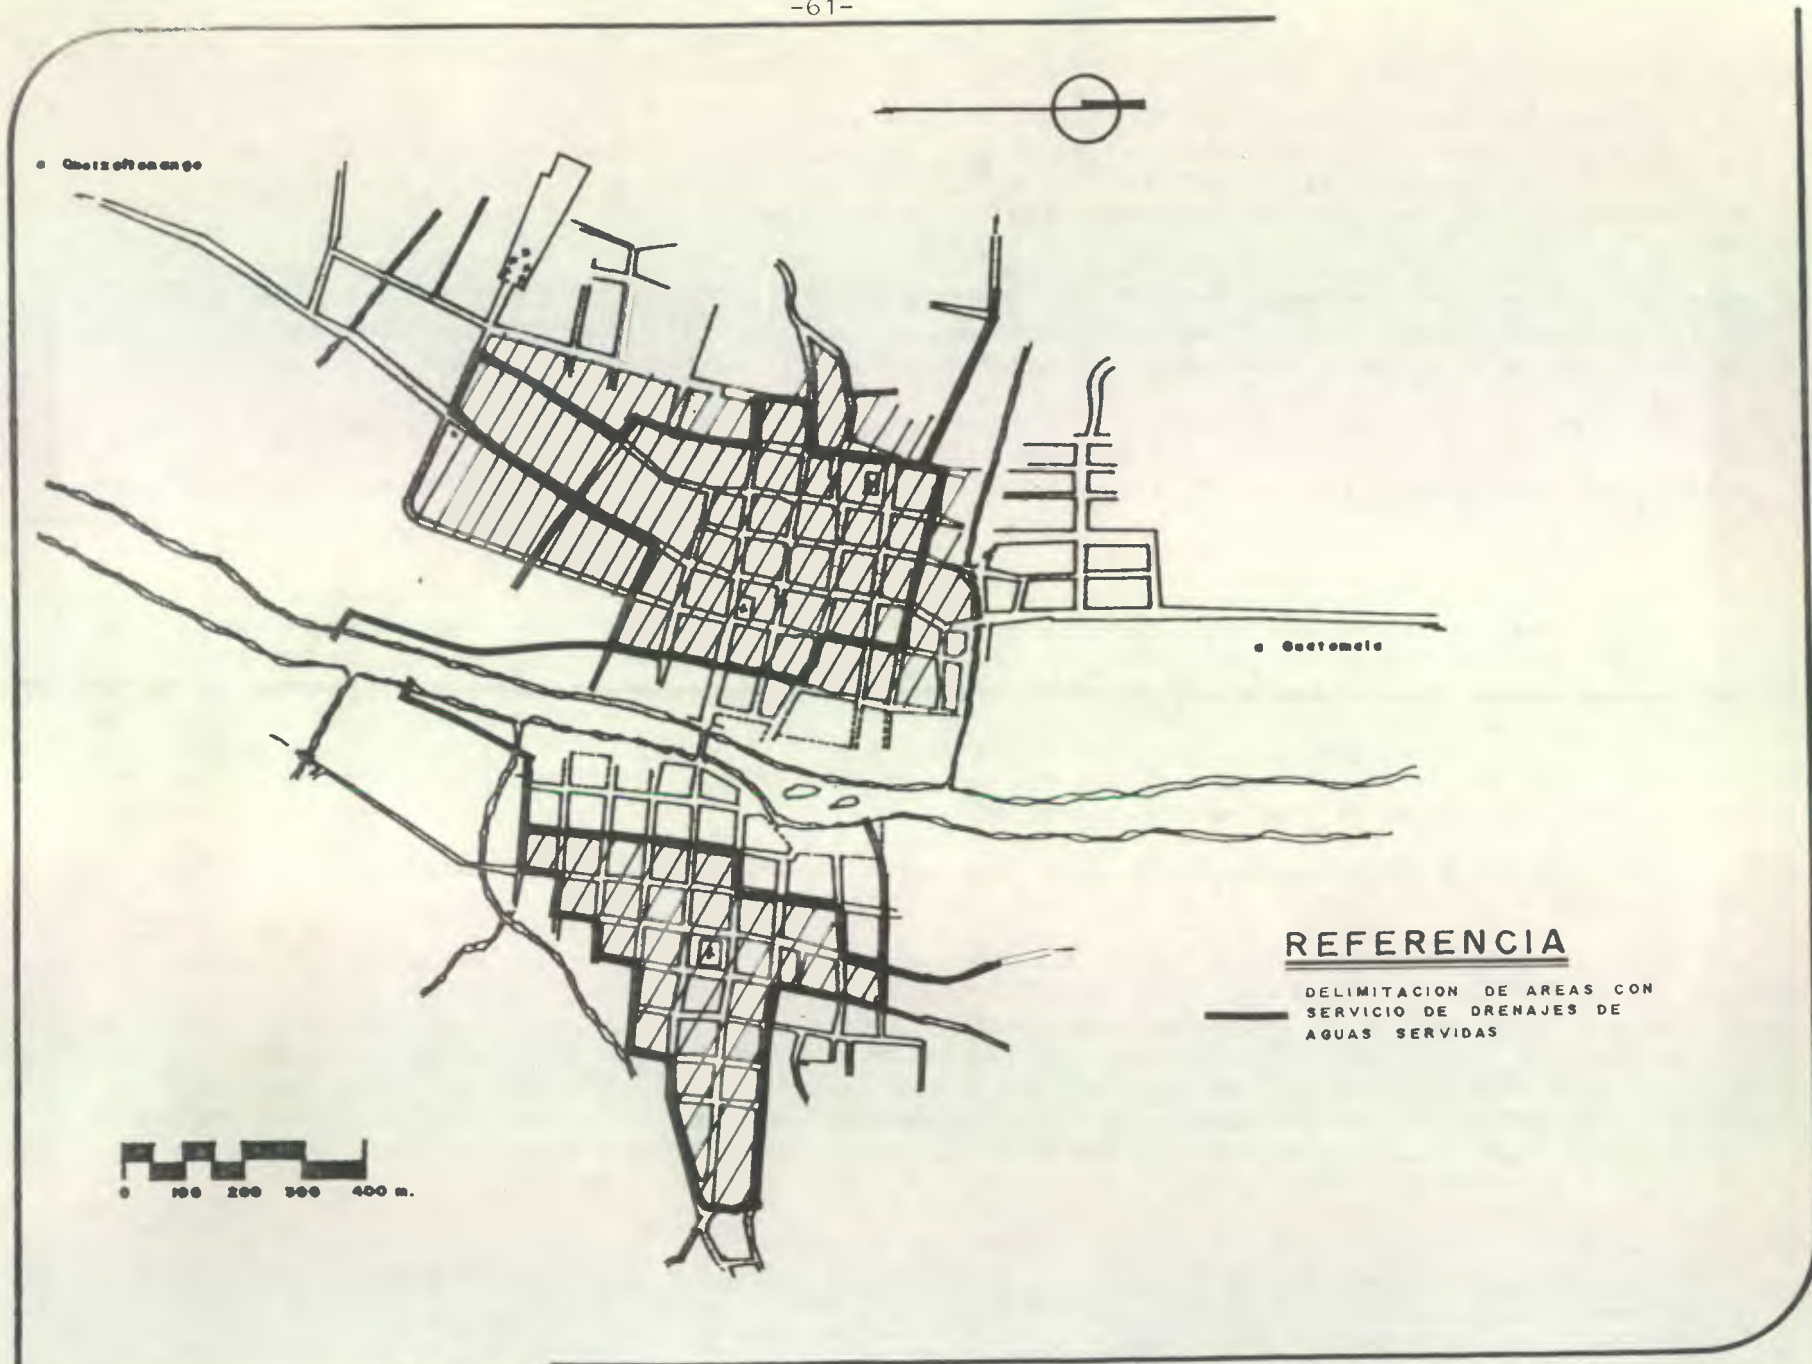 -61-
a Quetzaltenango
a Guatemala
REFERENCIA
DELIMITACION DE AREAS CON
SERVICIO DE DRENAJES DE
AGUAS SERVIDAS
0 100 200 300 400 m.